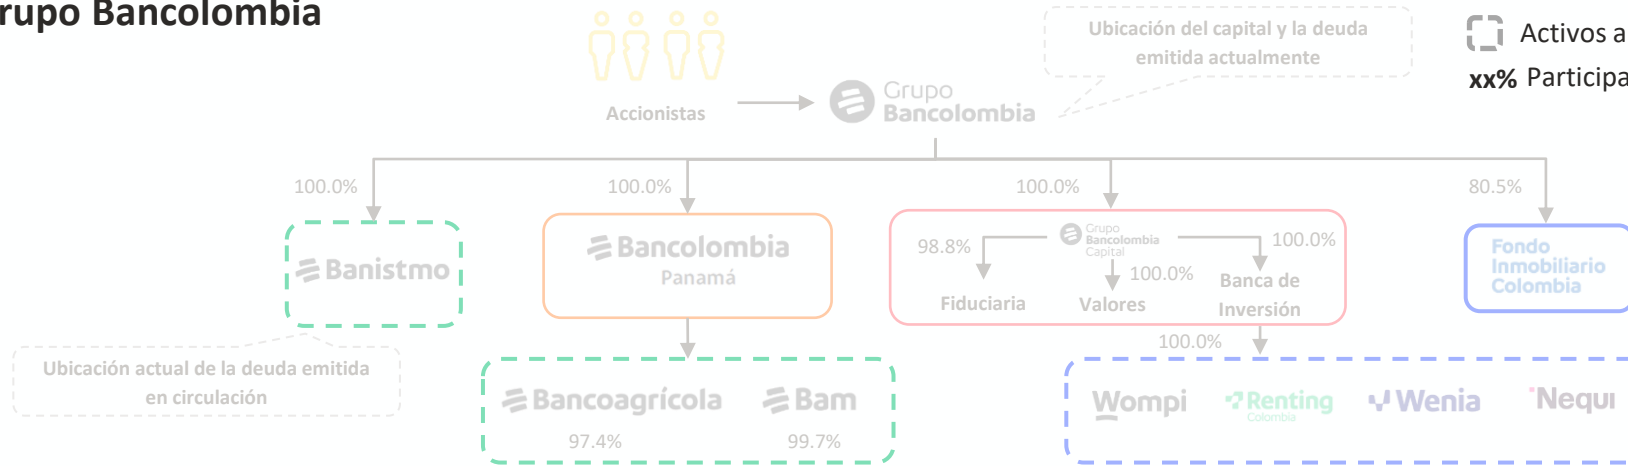 rupo Bancolombia
Ubicación del capital y la deuda
emitida actualmente
Activos a
xx% Participa
Accionistas
Grupo
Bancolombia
100.0%
100.0%
100.0%
80.5%
Banistmo
Bancolombia
Panamá
98.8%
Grupo
Bancolombia
Capital
100.0%
100.0%
Fiduciaria
Valores
Banca de
Inversión
Fondo
Inmobiliario
Colombia
Ubicación actual de la deuda emitida
en circulación
100.0%
Bancoagrícola
Bam
97.4%
99.7%
Wompi
Renting
Colombia
Wenia
Nequi